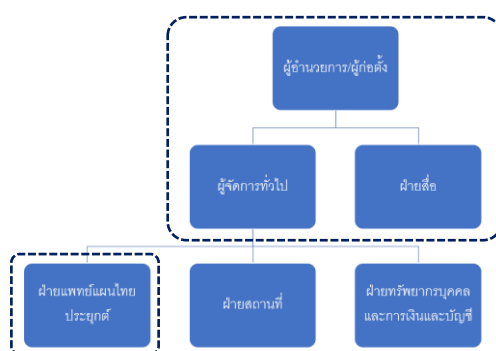 ผู้อำนวยการ/ผู้ก่อตั้ง
ผู้จัดการทั่วไป
ฝ่ายสื่อ
ฝ่ายแพทย์แผนไทย
ประยุกต์
ฝ่ายสถานที่
ฝ่ายทรัพยากรบุคคล
และการเงินและบัญชี